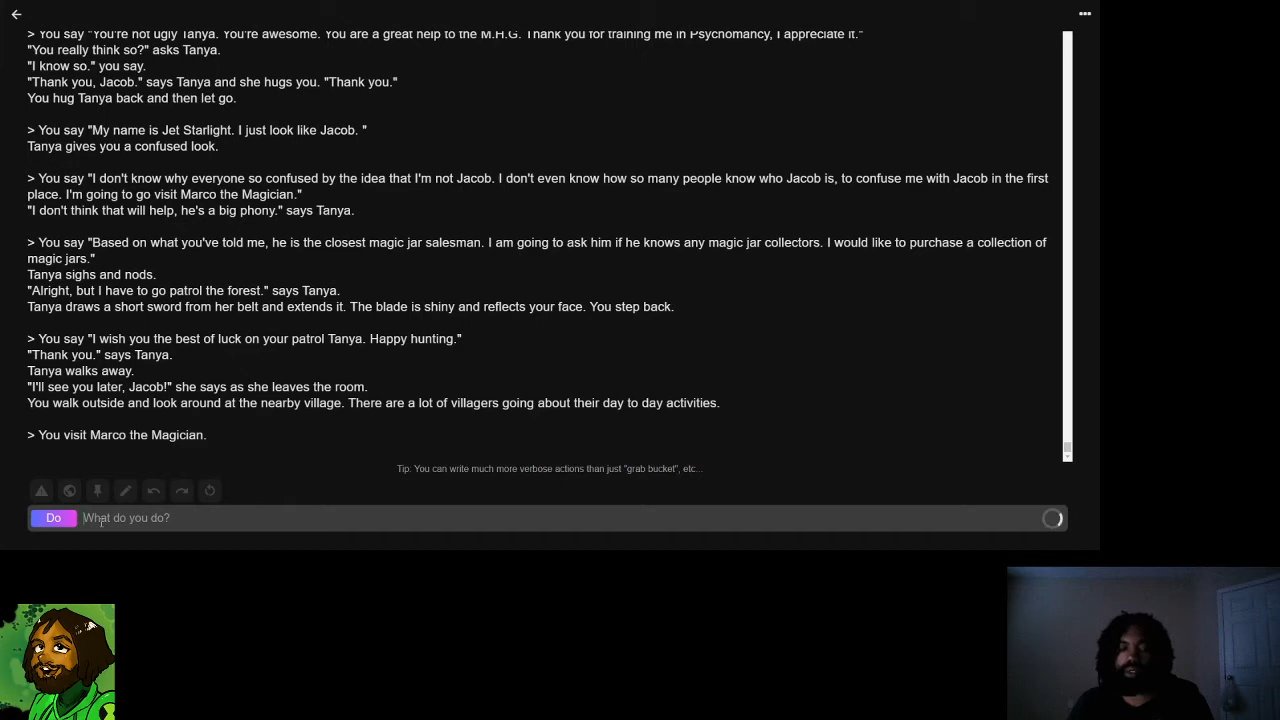 > You say "You're not ugly Tanya. You're awesome. You are a great help to the M.H.G. Thank you for training me in Psychomancy, I appreciate it."
"You really think so?" asks Tanya.
"I know so." you say.
"Thank you, Jacob." says Tanya and she hugs you. "Thank you."
You hug Tanya back and then let go.
> You say "My name is Jet Starlight. I just look like Jacob. "
Tanya gives you a confused look.
> You say "I don't know why everyone so confused by the idea that I'm not Jacob. I don't even know how so many people know who Jacob is, to confuse me with Jacob in the first
place. I'm going to go visit Marco the Magician."
"I don't think that will help, he's a big phony." says Tanya.
> You say "Based on what you've told me, he is the closest magic jar salesman. I am going to ask him if he knows any magic jar collectors. I would like to purchase a collection of
magic jars."
Tanya sighs and nods.
"Alright, but I have to go patrol the forest." says Tanya.
Tanya draws a short sword from her belt and extends it. The blade is shiny and reflects your face. You step back.
> You say "I wish you the best of luck on your patrol Tanya. Happy hunting."
"Thank you." says Tanya.
Tanya walks away.
"I'll see you later, Jacob!" she says as she leaves the room.
You walk outside and look around at the nearby village. There are a lot of villagers going about their day to day activities.
> You visit Marco the Magician.
Tip: You can write much more verbose actions than just "grab bucket", etc...
Do What do you do?